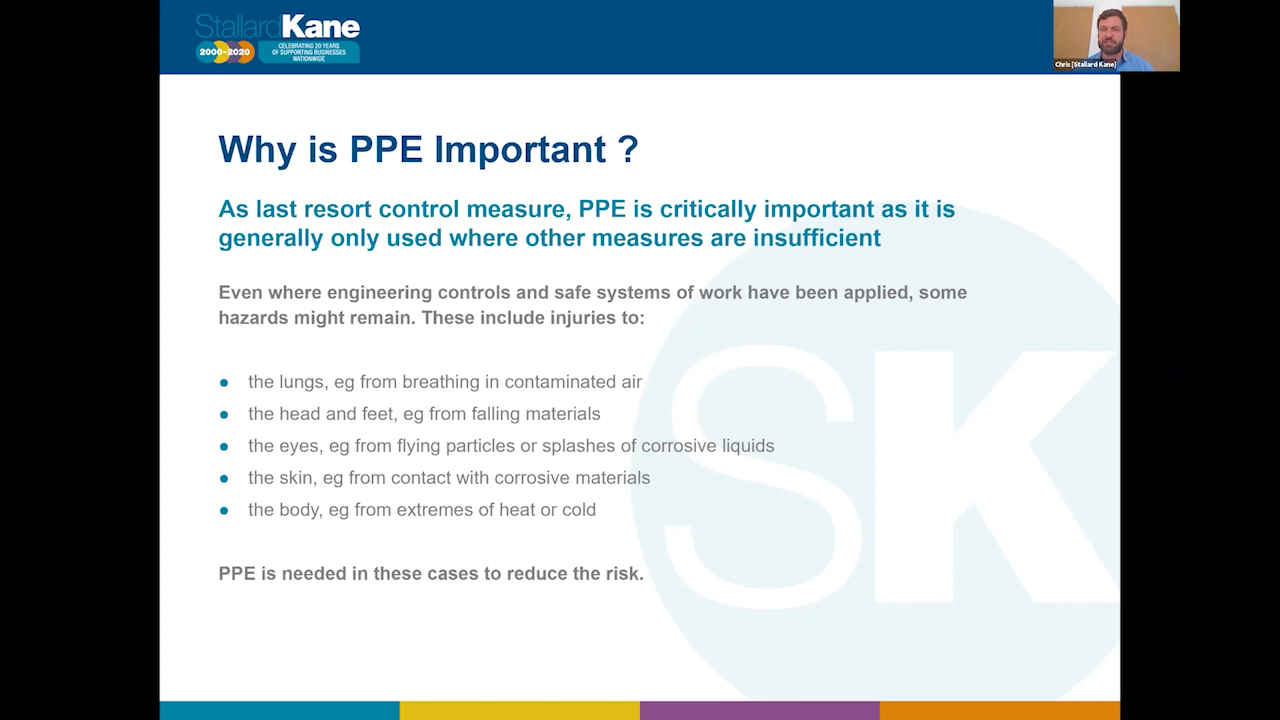 StallardKane
2000-2020
CELEBRATING 20 YEARS
OF SUPPORTING BUSINESSES
NATIONWIDE
Chris [Stallard Kane]
Why is PPE Important ?
As last resort control measure, PPE is critically important as it is
generally only used where other measures are insufficient
Even where engineering controls and safe systems of work have been applied, some
hazards might remain. These include injuries to:
● the lungs, eg from breathing in contaminated air
● the head and feet, eg from falling materials
● the eyes, eg from flying particles or splashes of corrosive liquids
● the skin, eg from contact with corrosive materials
● the body, eg from extremes of heat or cold
PPE is needed in these cases to reduce the risk.
SK